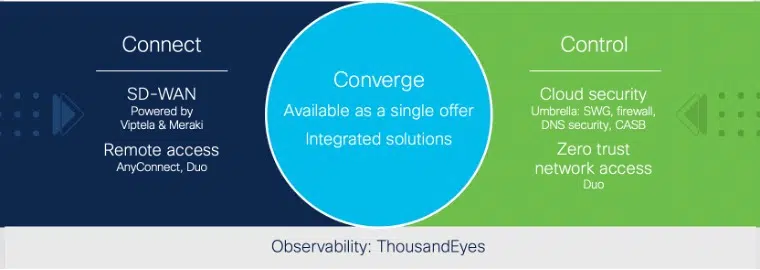 Connect
SD-WAN
Powered by
Viptela & Meraki
Remote access
AnyConnect, Duo
Converge
Available as a single offer
Integrated solutions
Control
Cloud security
Umbrella: SWG, firewall,
DNS security, CASB
Zero trust
network access
Duo
Observability: ThousandEyes